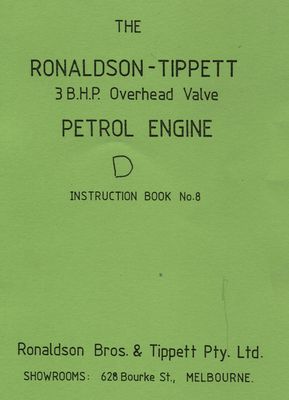 THE
RONALDSON-TIPPETT
3 B.H.P. Overhead Valve
PETROL ENGINE
D
INSTRUCTION BOOK No.8
Ronaldson Bros. & Tippett Pty. Ltd.
SHOWROOMS: 628 Bourke St., MELBOURNE.